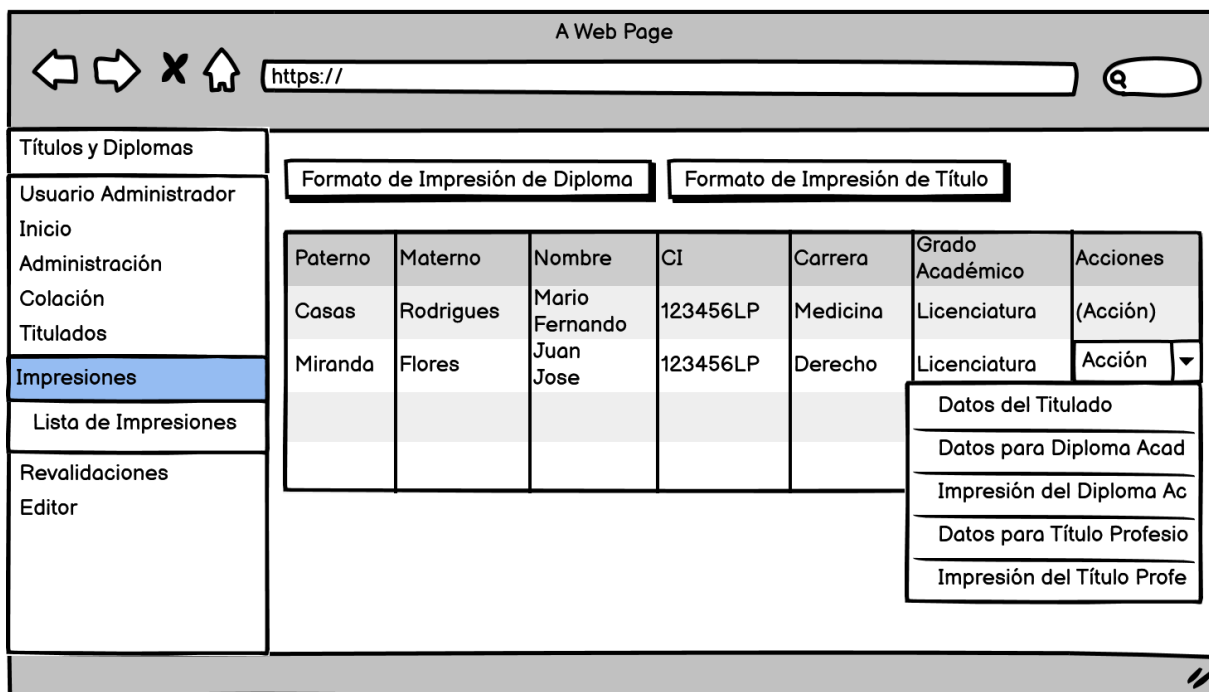 A Web Page
https://
Títulos y Diplomas
Usuario Administrador
Inicio
Administración
Colación
Titulados
Impresiones
Lista de Impresiones
Revalidaciones
Editor
Formato de Impresión de Diploma
Formato de Impresión de Título
Paterno Materno Nombre CI Carrera Grado Académico Acciones
Casas Rodrigues Mario Fernando 123456LP Medicina Licenciatura (Acción)
Miranda Flores Juan Jose 123456LP Derecho Licenciatura Acción
Datos del Titulado
Datos para Diploma Acad
Impresión del Diploma Ac
Datos para Título Profesio
Impresión del Título Profe